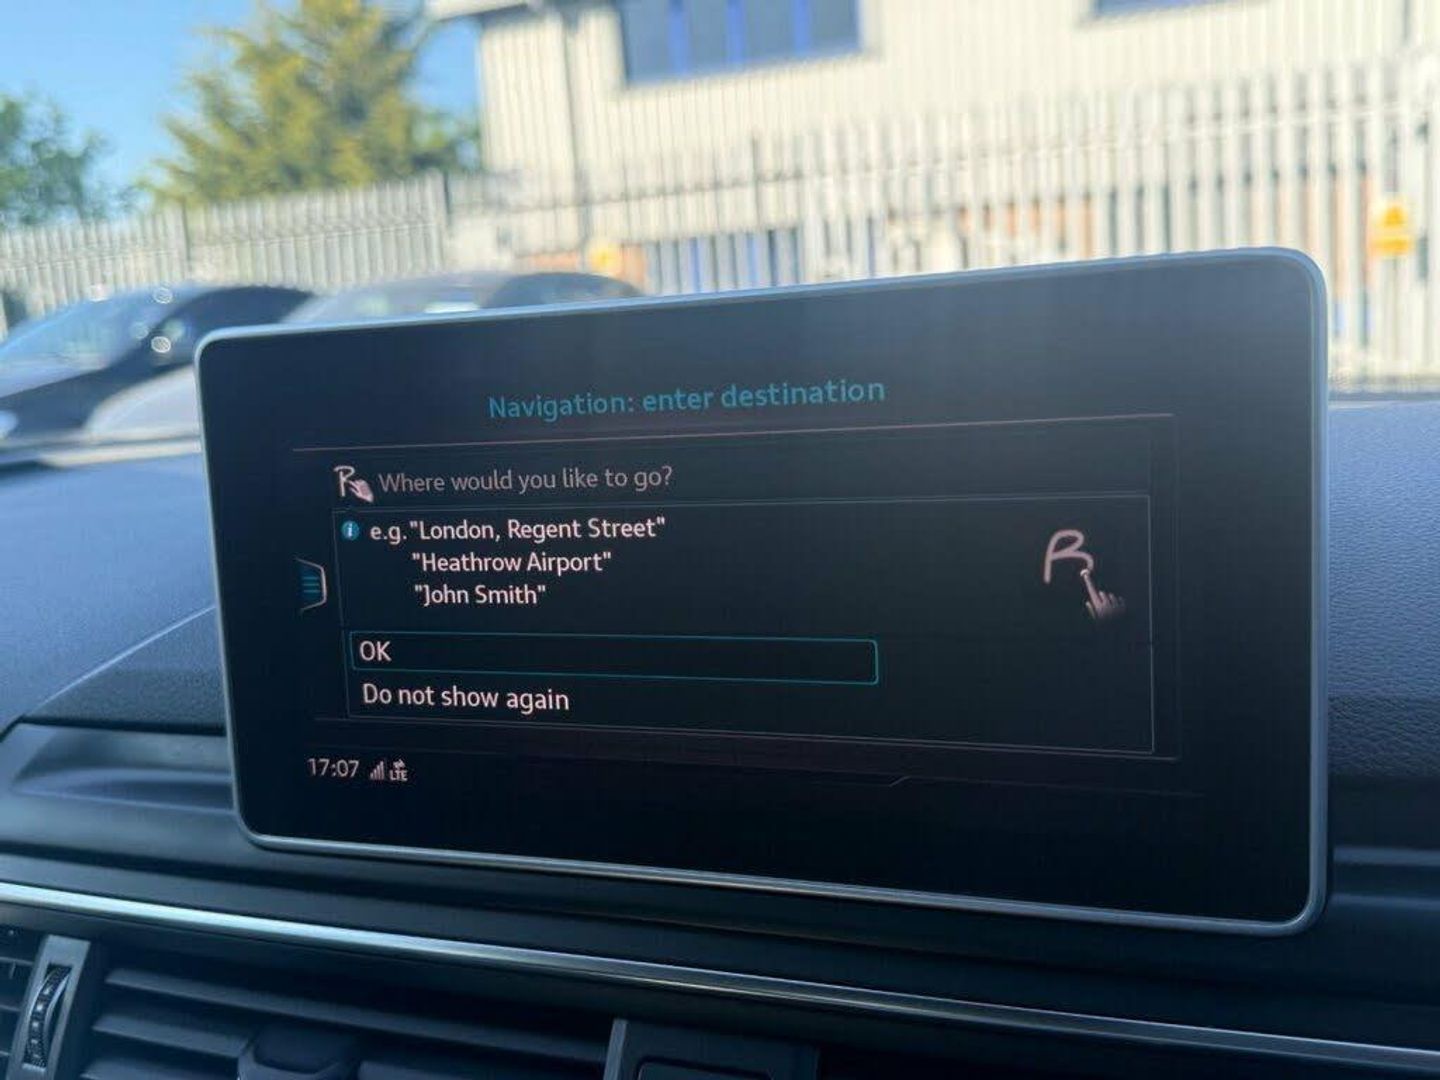 Navigation: enter destination
Where would you like to go?
e.g. "London, Regent Street"
"Heathrow Airport"
"John Smith"
OK
Do not show again
17:07 LTE